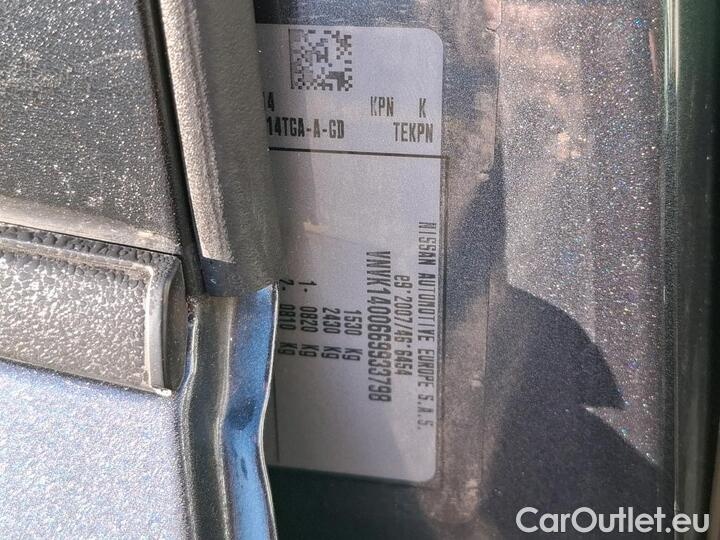 14
KPN K
14TGA-A-GD
TEKPN
NISSAN AUTOMOTIVE EUROPE S.A.S.
e9*2007/46*6454
VNVK1400669933798
1530 Kg
2430 Kg
1- 0820 Kg
2- 0810 Kg
CarOutlet.eu